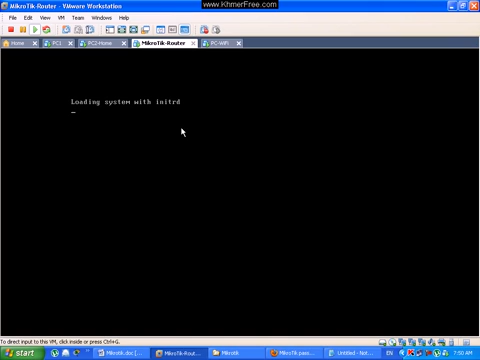 MikroTik-Router - VMware Workstation
www.KhmerFree.com
File Edit View VM Team Windows Help
Home PC1 PC2-Home MikroTik-Router PC-WiFi
Loading system with initrd
To direct input to this VM, click inside or press Ctrl+G.
start Mikrotik.doc [... MikroTik-Rout... Mikrotik MikroTik pass... Untitled - Not... EN 7:50 AM